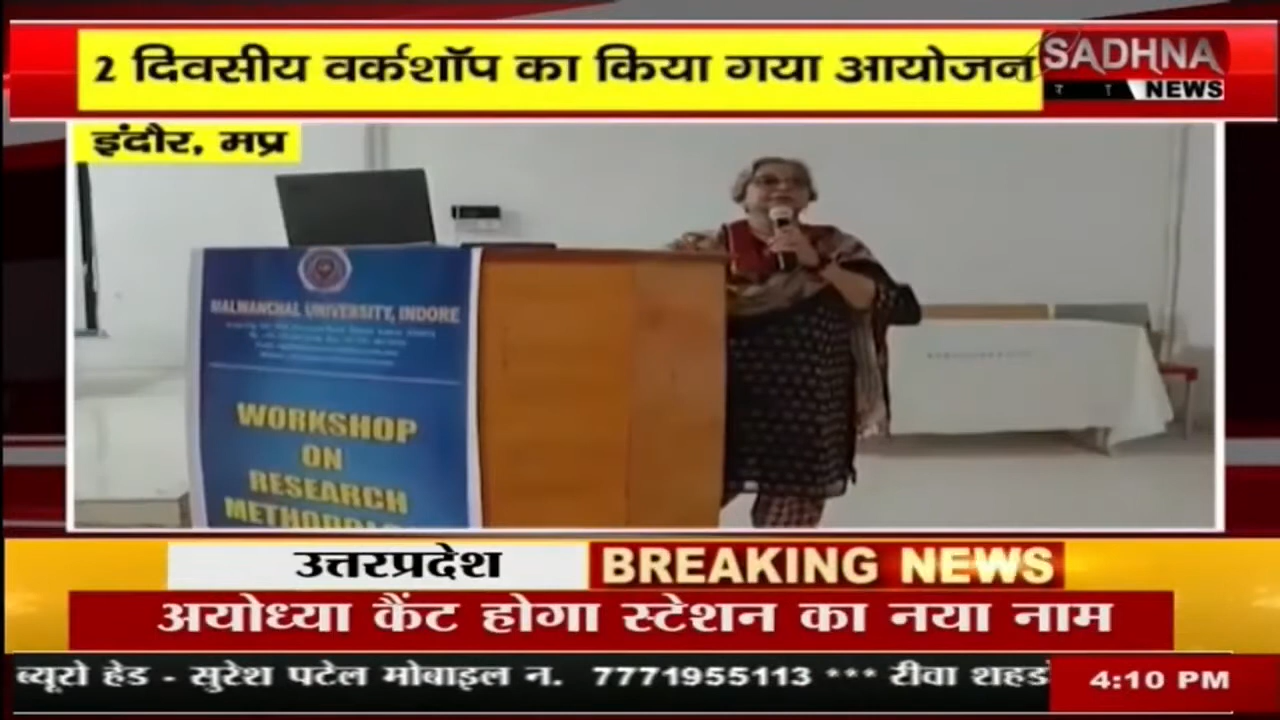 2 दिवसीय वर्कशॉप का किया गया आयोजन
SADHNA
NEWS
इंदौर, मप्र
MALWANCHAL UNIVERSITY, INDORE
WORKSHOP
ON
RESEARCH
उत्तरप्रदेश
BREAKING NEWS
अयोध्या कैंट होगा स्टेशन का नया नाम
ब्यूरो हेड - सुरेश पटेल मोबाइल न. 7771955113 *** रीवा
4:10 PM